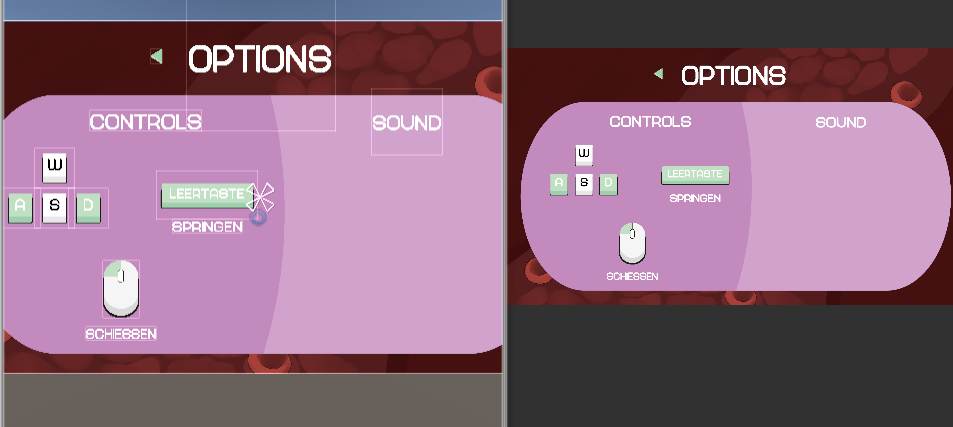 OPTIONS
CONTROLS
SOUND
W
A S D
LEERTASTE
SPRINGEN
SCHIESSEN
OPTIONS
CONTROLS
SOUND
W
A S D
LEERTASTE
SPRINGEN
SCHIESSEN